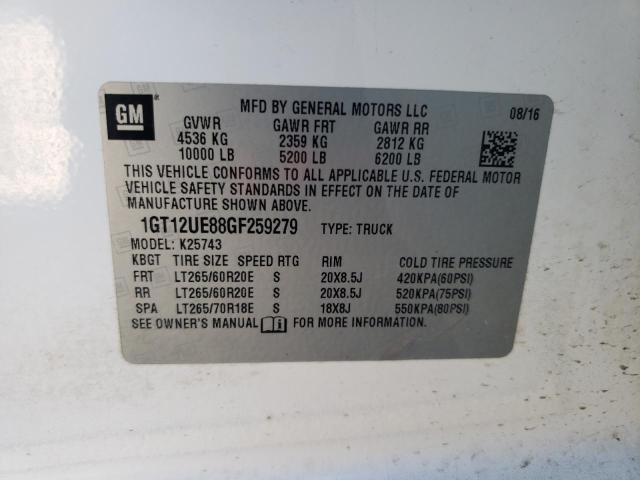 GM
MFD BY GENERAL MOTORS LLC 08/16
GVWR GAWR FRT GAWR RR
4536 KG 2359 KG 2812 KG
10000 LB 5200 LB 6200 LB
THIS VEHICLE CONFORMS TO ALL APPLICABLE U.S. FEDERAL MOTOR
VEHICLE SAFETY STANDARDS IN EFFECT ON THE DATE OF
MANUFACTURE SHOWN ABOVE.
1GT12UE88GF259279 TYPE: TRUCK
MODEL: K25743
KBGT TIRE SIZE SPEED RTG RIM COLD TIRE PRESSURE
FRT LT265/60R20E S 20X8.5J 420KPA(60PSI)
RR LT265/60R20E S 20X8.5J 520KPA(75PSI)
SPA LT265/70R18E S 18X8J 550KPA(80PSI)
SEE OWNER'S MANUAL FOR MORE INFORMATION.